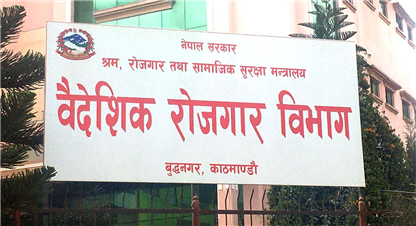 नेपाल सरकार
श्रम, रोजगार तथा सामाजिक सुरक्षा मन्त्रालय
वैदेशिक रोजगार विभाग
बुद्धनगर, काठमाण्डौ